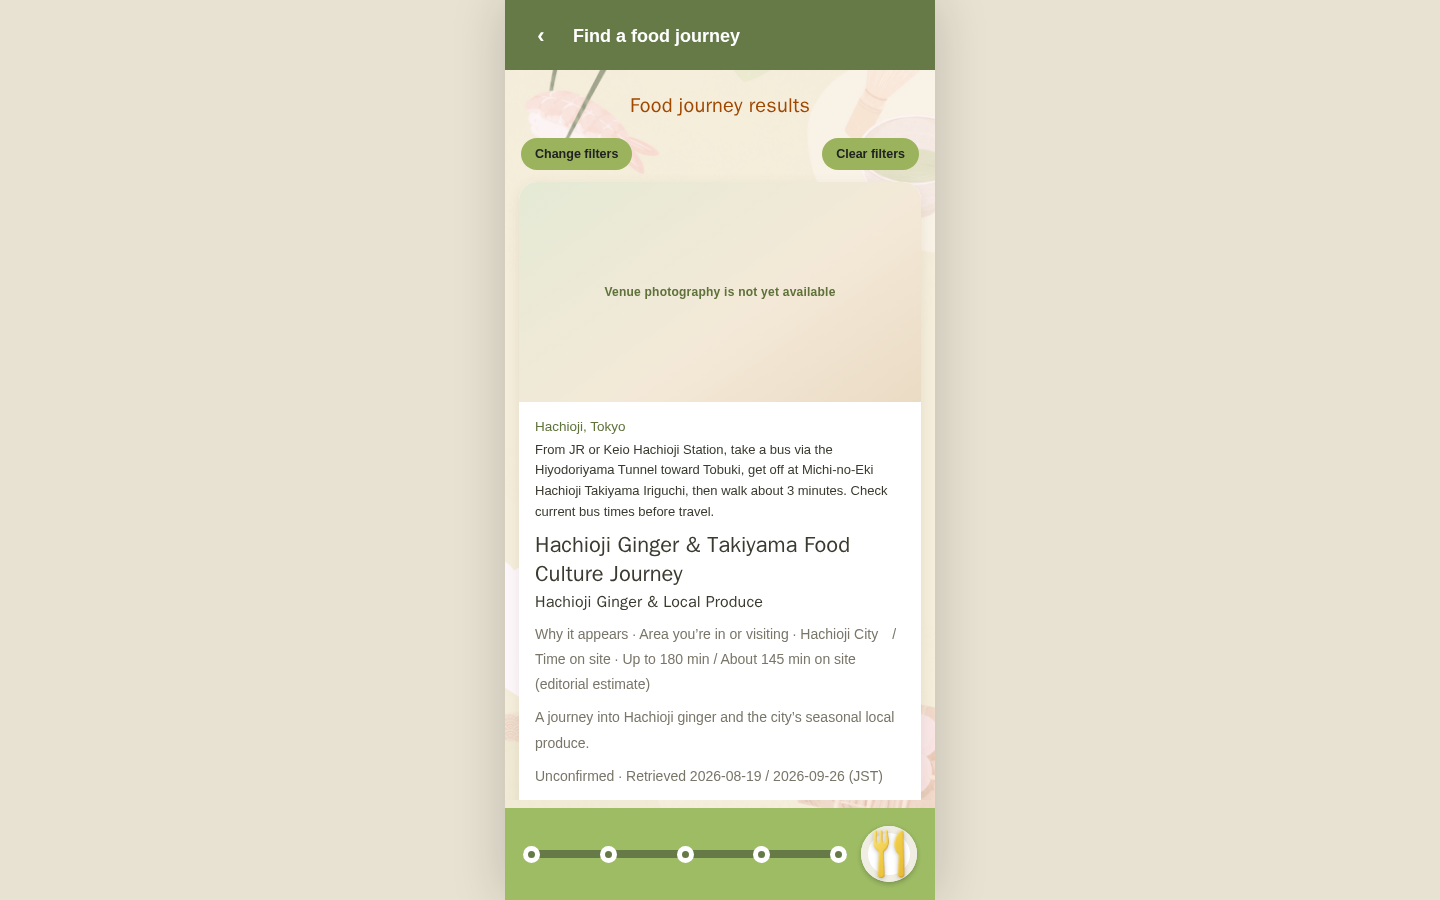 ‹ Find a food journey
Food journey results
Change filters
Clear filters
Venue photography is not yet available
Hachioji, Tokyo
From JR or Keio Hachioji Station, take a bus via the
Hiyodoriyama Tunnel toward Tobuki, get off at Michi-no-Eki
Hachioji Takiyama Iriguchi, then walk about 3 minutes. Check
current bus times before travel.
Hachioji Ginger & Takiyama Food
Culture Journey
Hachioji Ginger & Local Produce
Why it appears · Area you’re in or visiting · Hachioji City　/
Time on site · Up to 180 min / About 145 min on site
(editorial estimate)
A journey into Hachioji ginger and the city’s seasonal local
produce.
Unconfirmed · Retrieved 2026-08-19 / 2026-09-26 (JST)